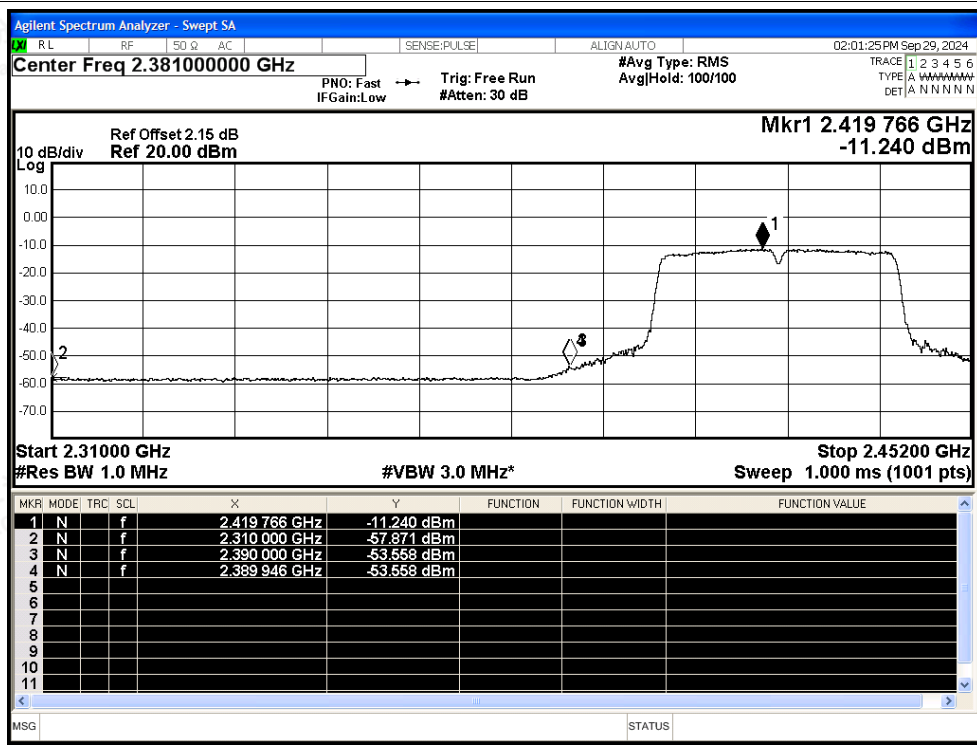 Agilent Spectrum Analyzer - Swept SA
LXI RL RF 50 Ω AC SENSE:PULSE ALIGN AUTO 02:01:25 PM Sep 29, 2024
Center Freq 2.381000000 GHz #Avg Type: RMS TRACE 1 2 3 4 5 6
PNO: Fast Trig: Free Run Avg|Hold: 100/100 TYPE A WWWWW
IFGain:Low #Atten: 30 dB DET A N N N N N
Mkr1 2.419 766 GHz
Ref Offset 2.15 dB
-11.240 dBm
10 dB/div Ref 20.00 dBm
Log
10.0
1
0.00
-10.0
-20.0
-30.0
-40.0
-50.0
2
-60.0
-70.0
Start 2.31000 GHz Stop 2.45200 GHz
#Res BW 1.0 MHz #VBW 3.0 MHz* Sweep 1.000 ms (1001 pts)
MKR MODE TRC SCL X Y FUNCTION FUNCTION WIDTH FUNCTION VALUE
1 N f 2.419 766 GHz -11.240 dBm
2 N f 2.310 000 GHz -57.871 dBm
3 N f 2.390 000 GHz -53.558 dBm
4 N f 2.389 946 GHz -53.558 dBm
5
6
7
8
9
10
11
MSG STATUS